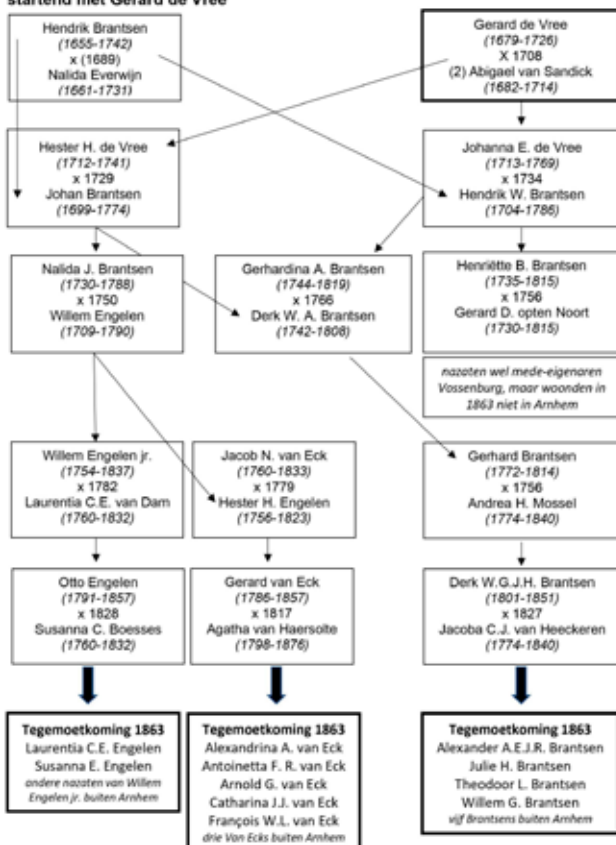 startend met Gerard de Vree
Hendrik Brantsen
(1655-1742)
x (1689)
Nalida Everwijn
(1661-1731)
Gerard de Vree
(1679-1726)
X 1708
(2) Abigael van Sandick
(1682-1714)
Hester H. de Vree
(1712-1741)
x 1729
Johan Brantsen
(1699-1774)
Johanna E. de Vree
(1713-1769)
x 1734
Hendrik W. Brantsen
(1704-1786)
Nalida J. Brantsen
(1730-1788)
x 1750
Willem Engelen
(1709-1790)
Gerhardina A. Brantsen
(1744-1819)
x 1766
Derk W. A. Brantsen
(1742-1808)
Henriëtte B. Brantsen
(1735-1815)
x 1756
Gerard D. opten Noort
(1730-1815)
nazaten wel mede-eigenaren
Vossenburg, maar woonden in
1863 niet in Arnhem
Willem Engelen jr.
(1754-1837)
x 1782
Laurentia C.E. van Dam
(1760-1832)
Jacob N. van Eck
(1760-1833)
x 1779
Hester H. Engelen
(1756-1823)
Gerhard Brantsen
(1772-1814)
x 1756
Andrea H. Mossel
(1774-1840)
Otto Engelen
(1791-1857)
x 1828
Susanna C. Boesses
(1760-1832)
Gerard van Eck
(1786-1857)
x 1817
Agatha van Haersolte
(1798-1876)
Derk W.G.J.H. Brantsen
(1801-1851)
x 1827
Jacoba C.J. van Heeckeren
(1774-1840)
Tegemoetkoming 1863
Laurentia C.E. Engelen
Susanna E. Engelen
andere nazaten van Willem
Engelen jr. buiten Arnhem
Tegemoetkoming 1863
Alexandrina A. van Eck
Antoinetta F. R. van Eck
Arnold G. van Eck
Catharina J.J. van Eck
François W.L. van Eck
drie Van Ecks buiten Arnhem
Tegemoetkoming 1863
Alexander A.E.J.R. Brantsen
Julie H. Brantsen
Theodoor L. Brantsen
Willem G. Brantsen
vijf Brantsens buiten Arnhem